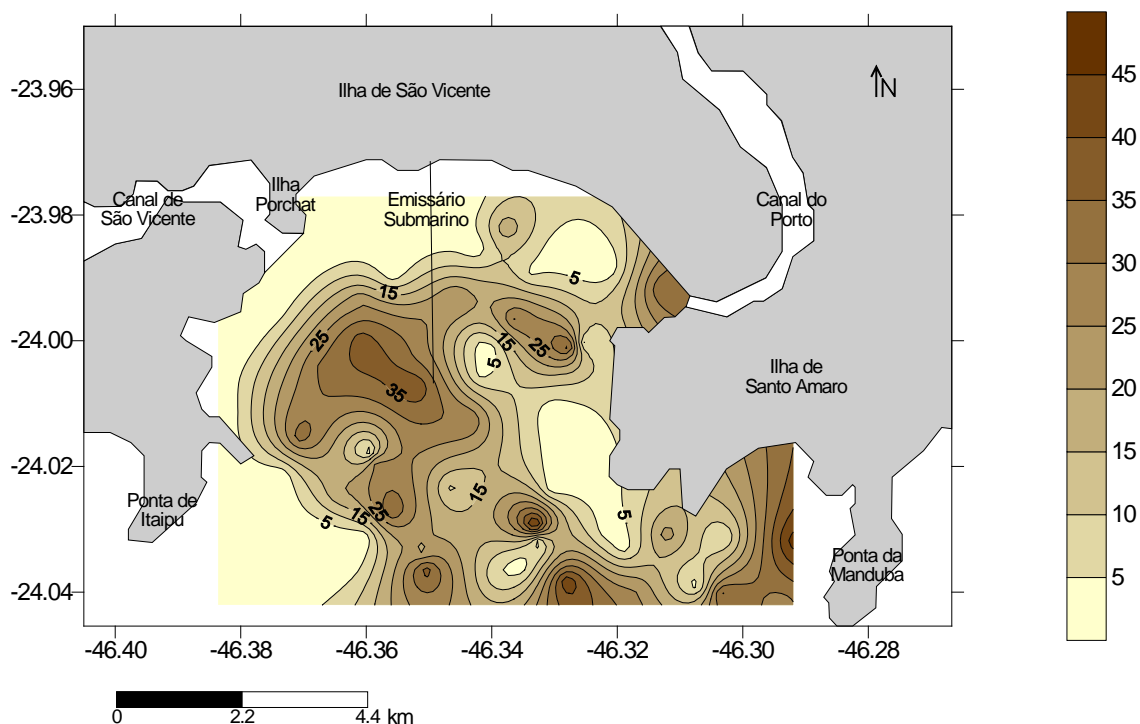 -23.96
-23.98
-24.00
-24.02
-24.04
Ilha de São Vicente
N
Canal de
São Vicente
Ilha
Porchat
Emissário
Submarino
Canal do
Porto
Ilha de
Santo Amaro
Ponta de
Itaipu
Ponta da
Manduba
5
15
25
15
5
25
5
35
15
5
15
25
5
-46.40
-46.38
-46.36
-46.34
-46.32
-46.30
-46.28
0
2.2
4.4 km
45
40
35
30
25
20
15
10
5